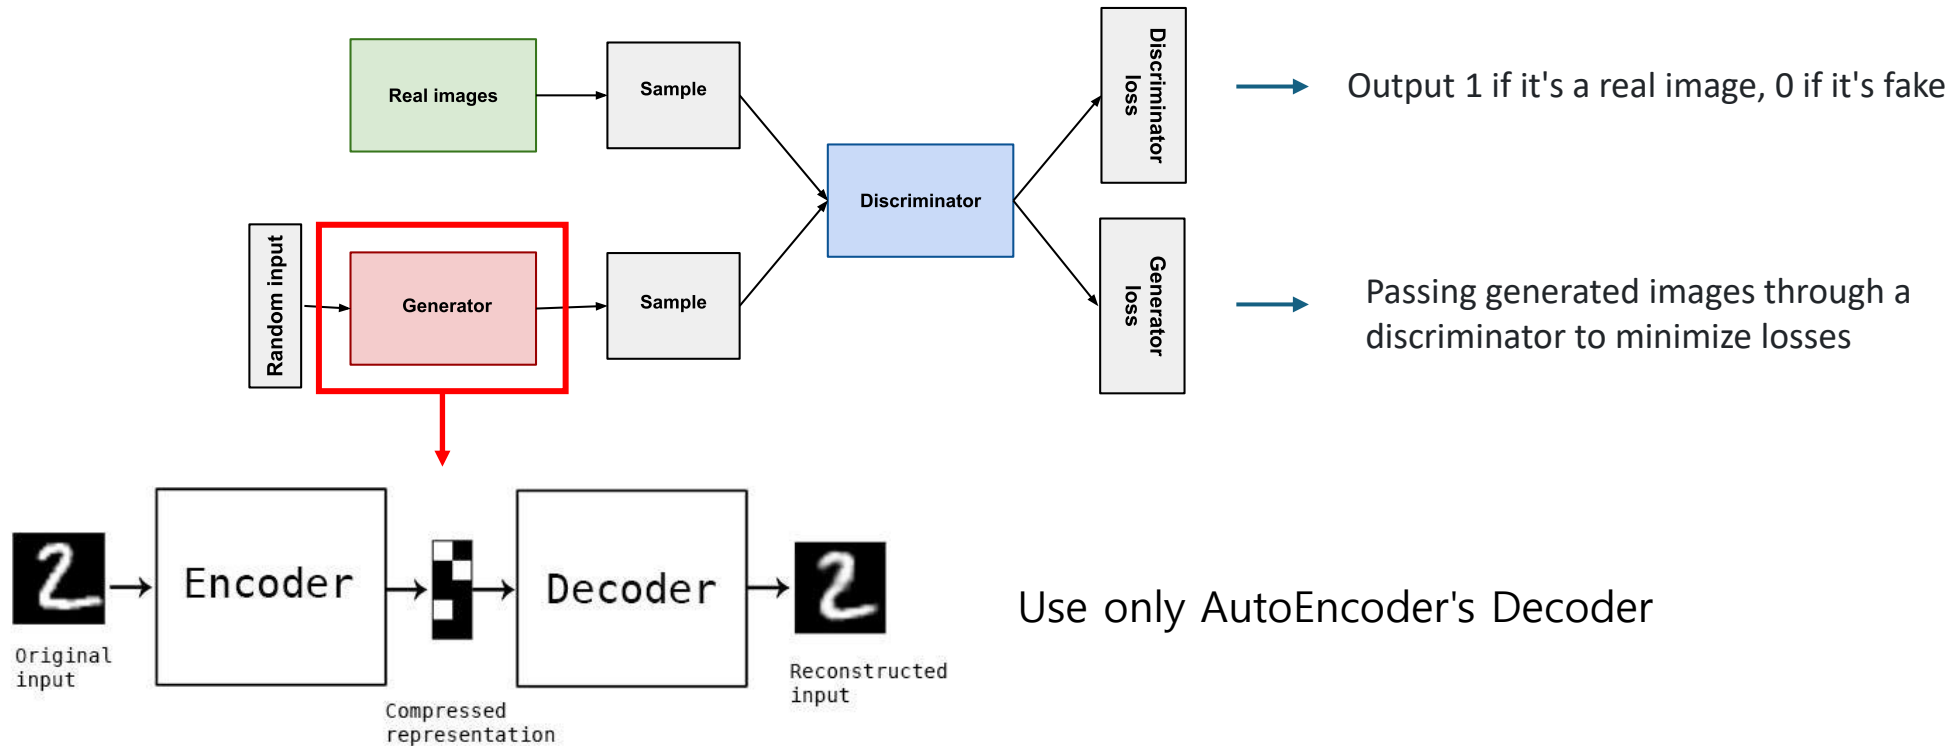 Real images
Sample
Discriminator
loss
Output 1 if it's a real image, 0 if it's fake
Discriminator
Random input
Generator
Sample
Generator
loss
Passing generated images through a
discriminator to minimize losses
Encoder
Decoder
Use only AutoEncoder's Decoder
Original
input
Reconstructed
input
Compressed
representation
2
2